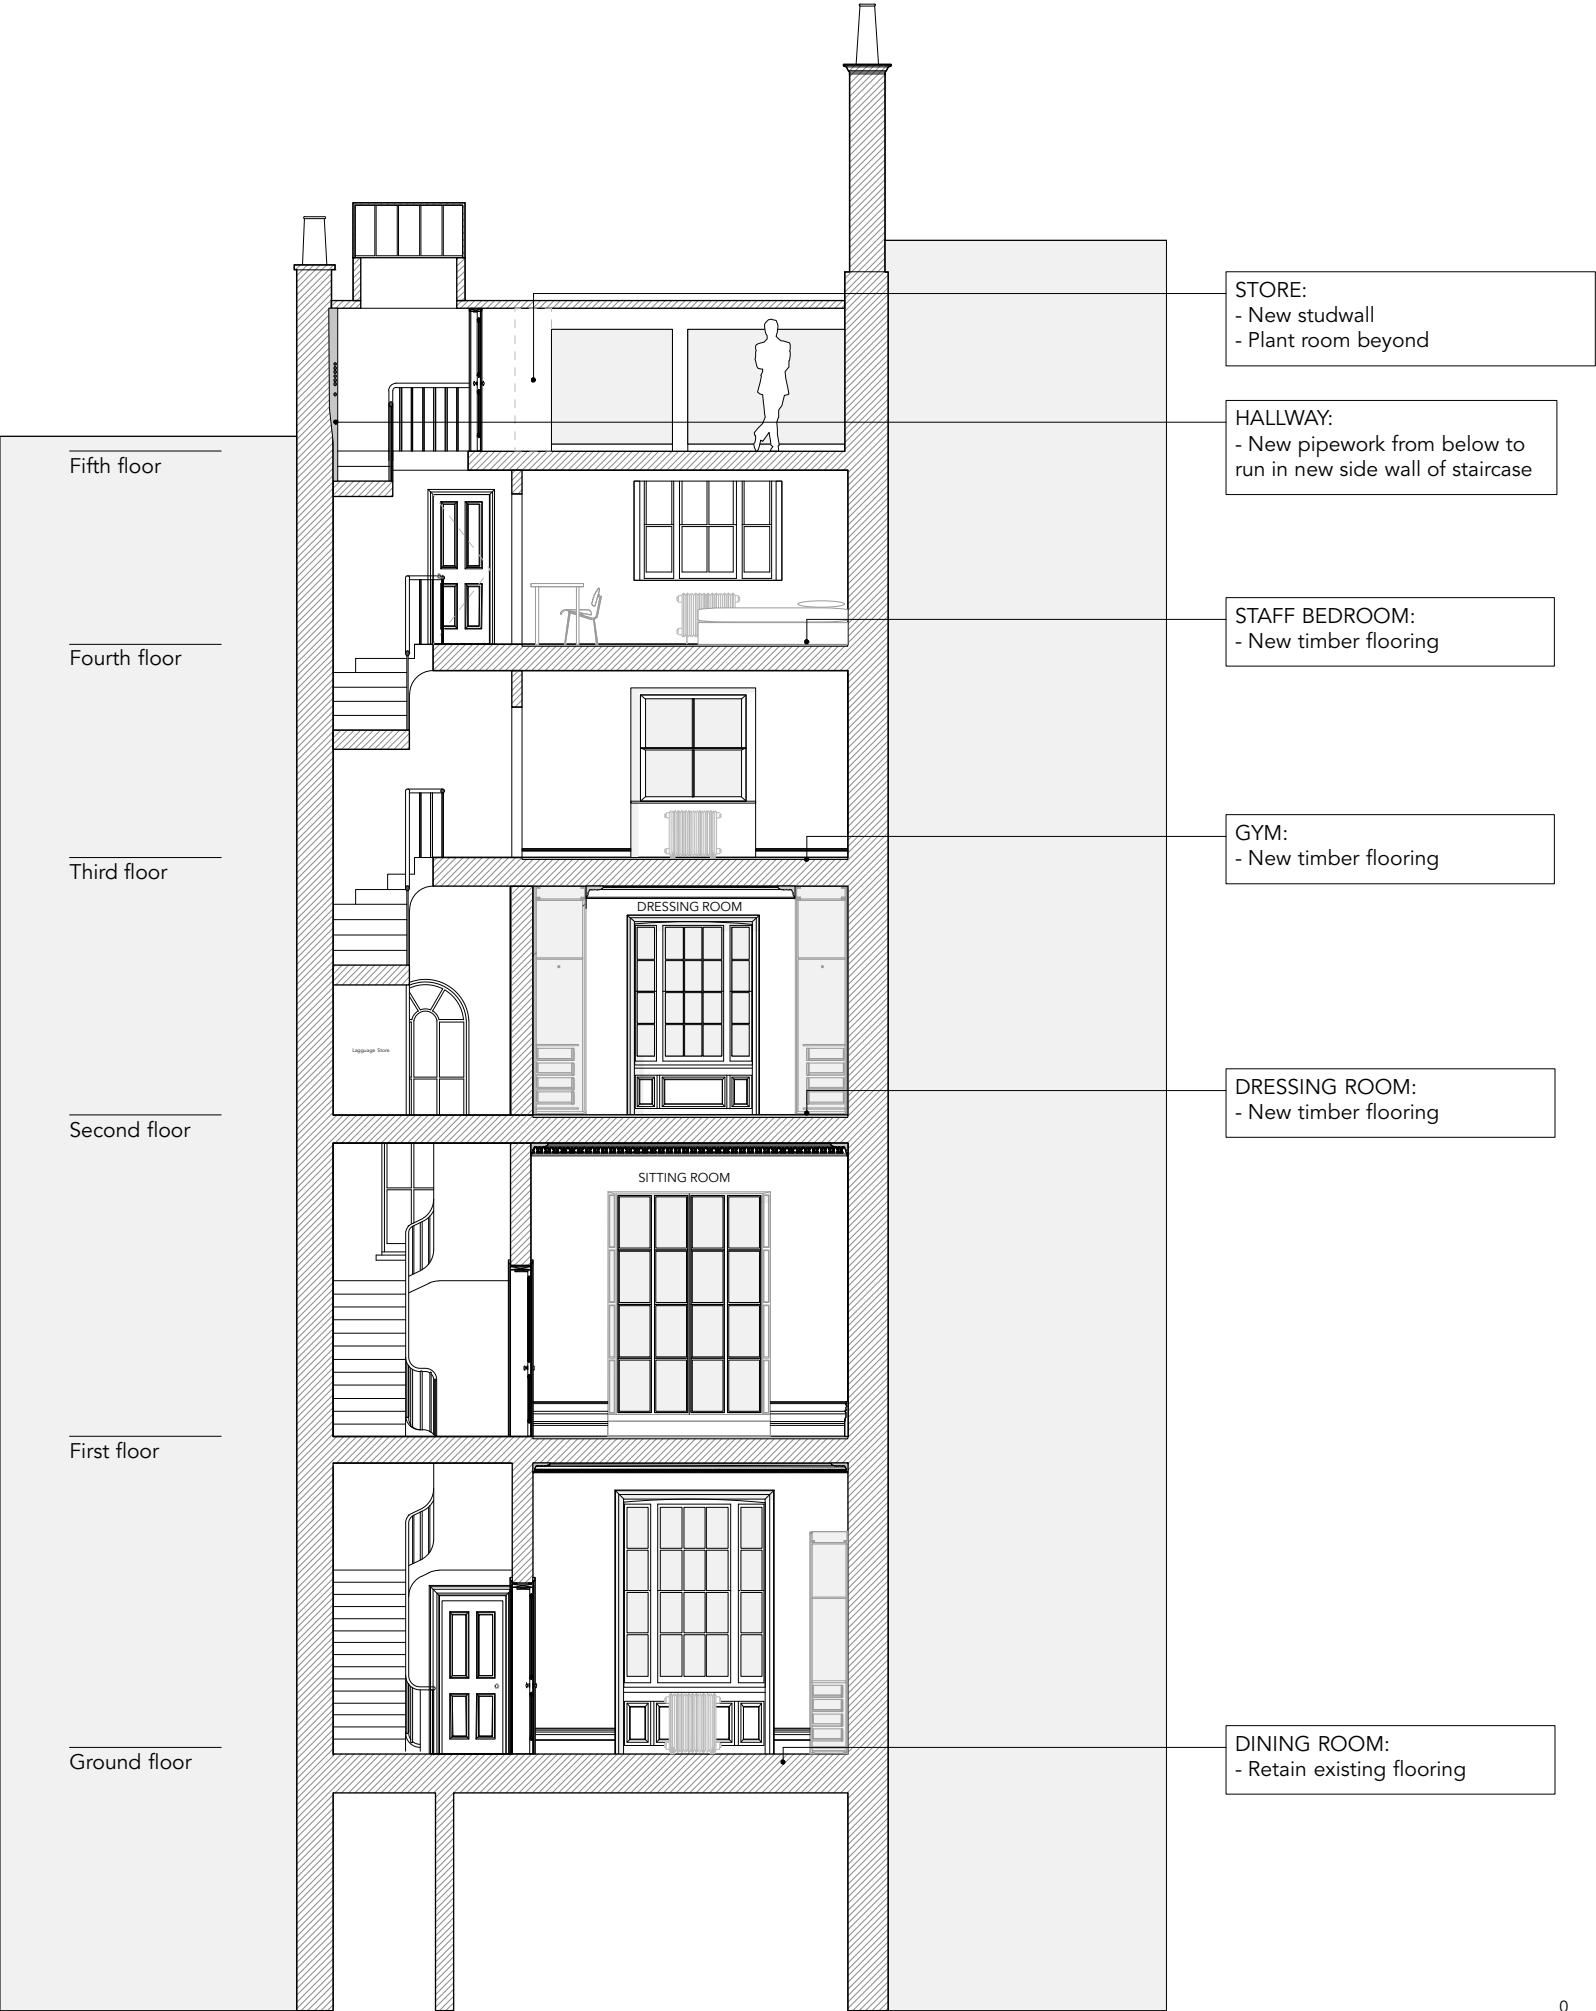 STORE:
- New studwall
- Plant room beyond
HALLWAY:
- New pipework from below to
run in new side wall of staircase
Fifth floor
STAFF BEDROOM:
- New timber flooring
Fourth floor
GYM:
- New timber flooring
Third floor
DRESSING ROOM
Lagguage Store
DRESSING ROOM:
- New timber flooring
Second floor
SITTING ROOM
First floor
DINING ROOM:
- Retain existing flooring
Ground floor
0